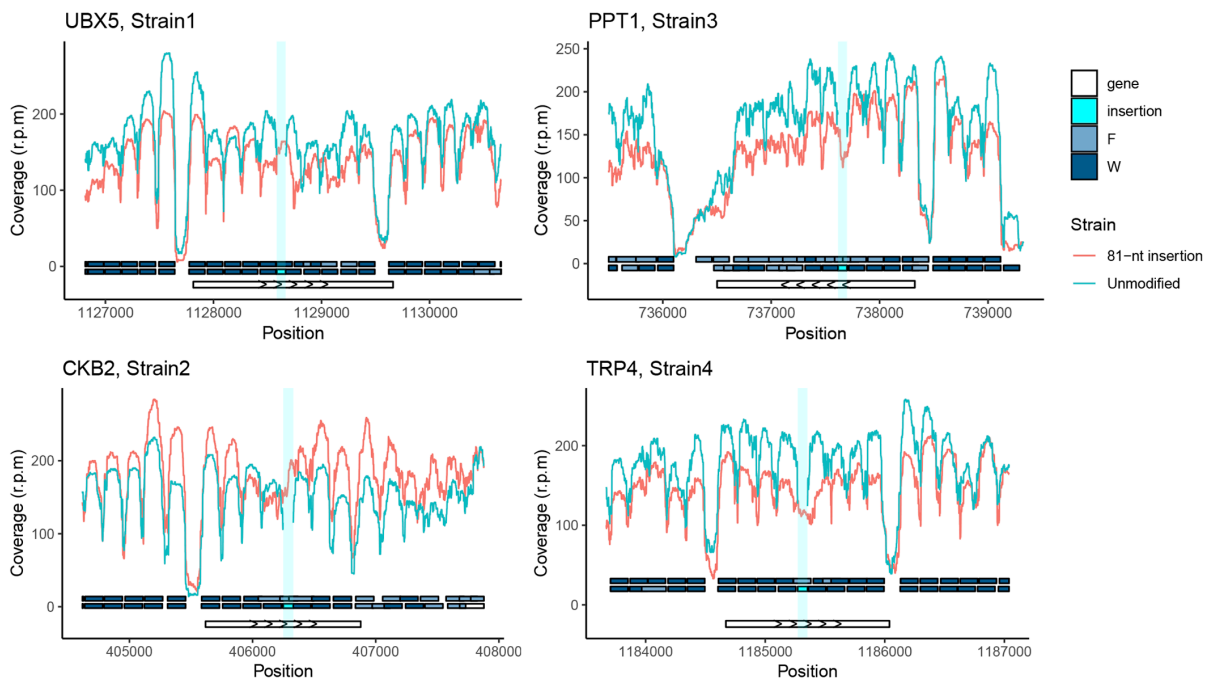 UBX5, Strain1
Coverage (r.p.m)
200
100
0
1127000 1128000 1129000 1130000
Position
PPT1, Strain3
Coverage (r.p.m)
250
200
150
100
50
0
736000 737000 738000 739000
Position
gene
insertion
F
W
Strain
81−nt insertion
Unmodified
CKB2, Strain2
Coverage (r.p.m)
200
100
0
405000 406000 407000 408000
Position
TRP4, Strain4
Coverage (r.p.m)
200
100
0
1184000 1185000 1186000 1187000
Position